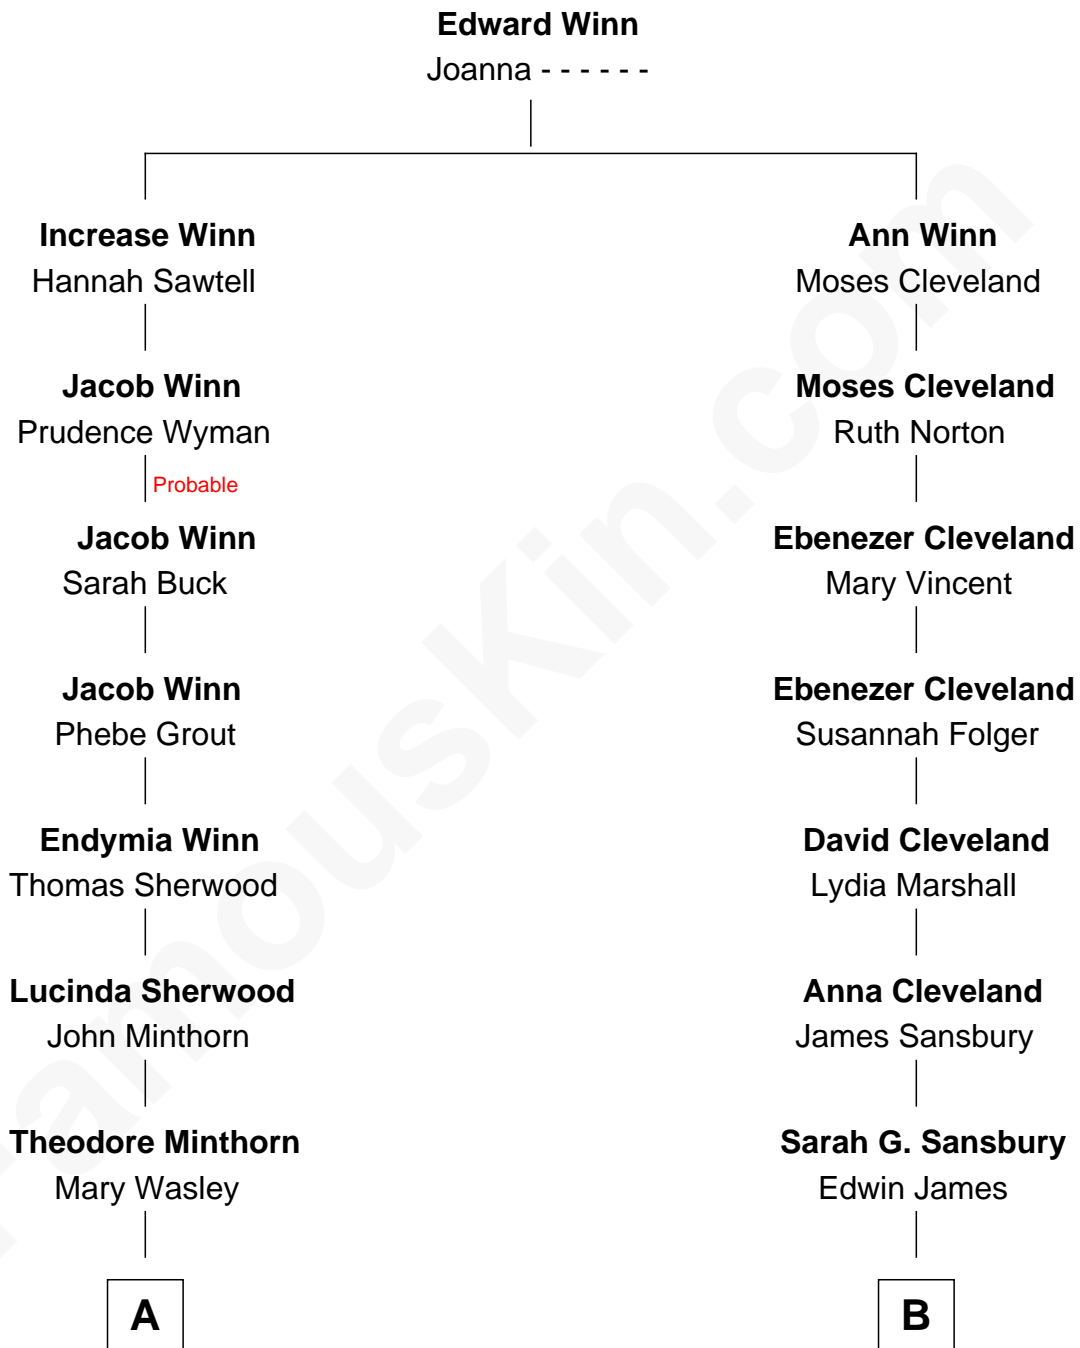 Edward Winn
Joanna - - - - - -
Increase Winn
Hannah Sawtell
Jacob Winn
Prudence Wyman
Probable
Jacob Winn
Sarah Buck
Jacob Winn
Phebe Grout
Endymia Winn
Thomas Sherwood
Lucinda Sherwood
John Minthorn
Theodore Minthorn
Mary Wasley
A
Ann Winn
Moses Cleveland
Moses Cleveland
Ruth Norton
Ebenezer Cleveland
Mary Vincent
Ebenezer Cleveland
Susannah Folger
David Cleveland
Lydia Marshall
Anna Cleveland
James Sansbury
Sarah G. Sansbury
Edwin James
B
FamousKin.com